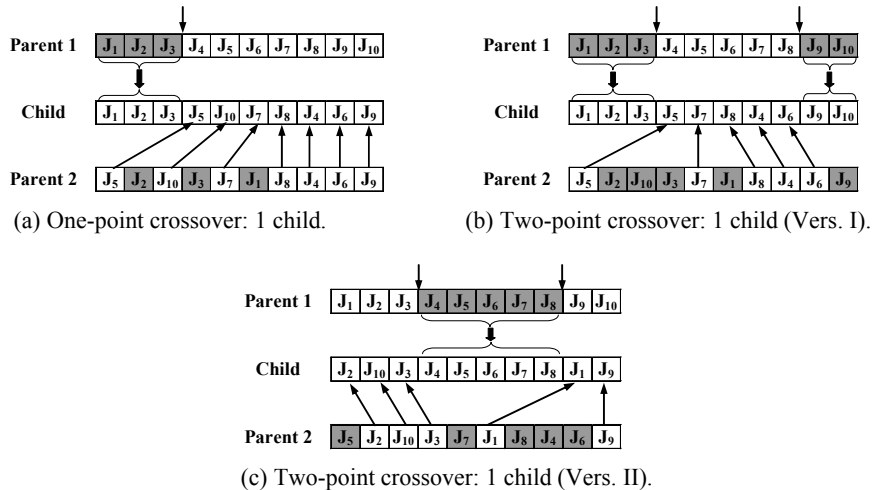 Parent 1 J1 J2 J3 J4 J5 J6 J7 J8 J9 J10
Child J1 J2 J3 J5 J10 J7 J8 J4 J6 J9
Parent 2 J5 J2 J10 J3 J7 J1 J8 J4 J6 J9
(a) One-point crossover: 1 child.
Parent 1 J1 J2 J3 J4 J5 J6 J7 J8 J9 J10
Child J1 J2 J3 J5 J7 J8 J4 J6 J9 J10
Parent 2 J5 J2 J10 J3 J7 J1 J8 J4 J6 J9
(b) Two-point crossover: 1 child (Vers. I).
Parent 1 J1 J2 J3 J4 J5 J6 J7 J8 J9 J10
Child J2 J10 J3 J4 J5 J6 J7 J8 J1 J9
Parent 2 J5 J2 J10 J3 J7 J1 J8 J4 J6 J9
(c) Two-point crossover: 1 child (Vers. II).